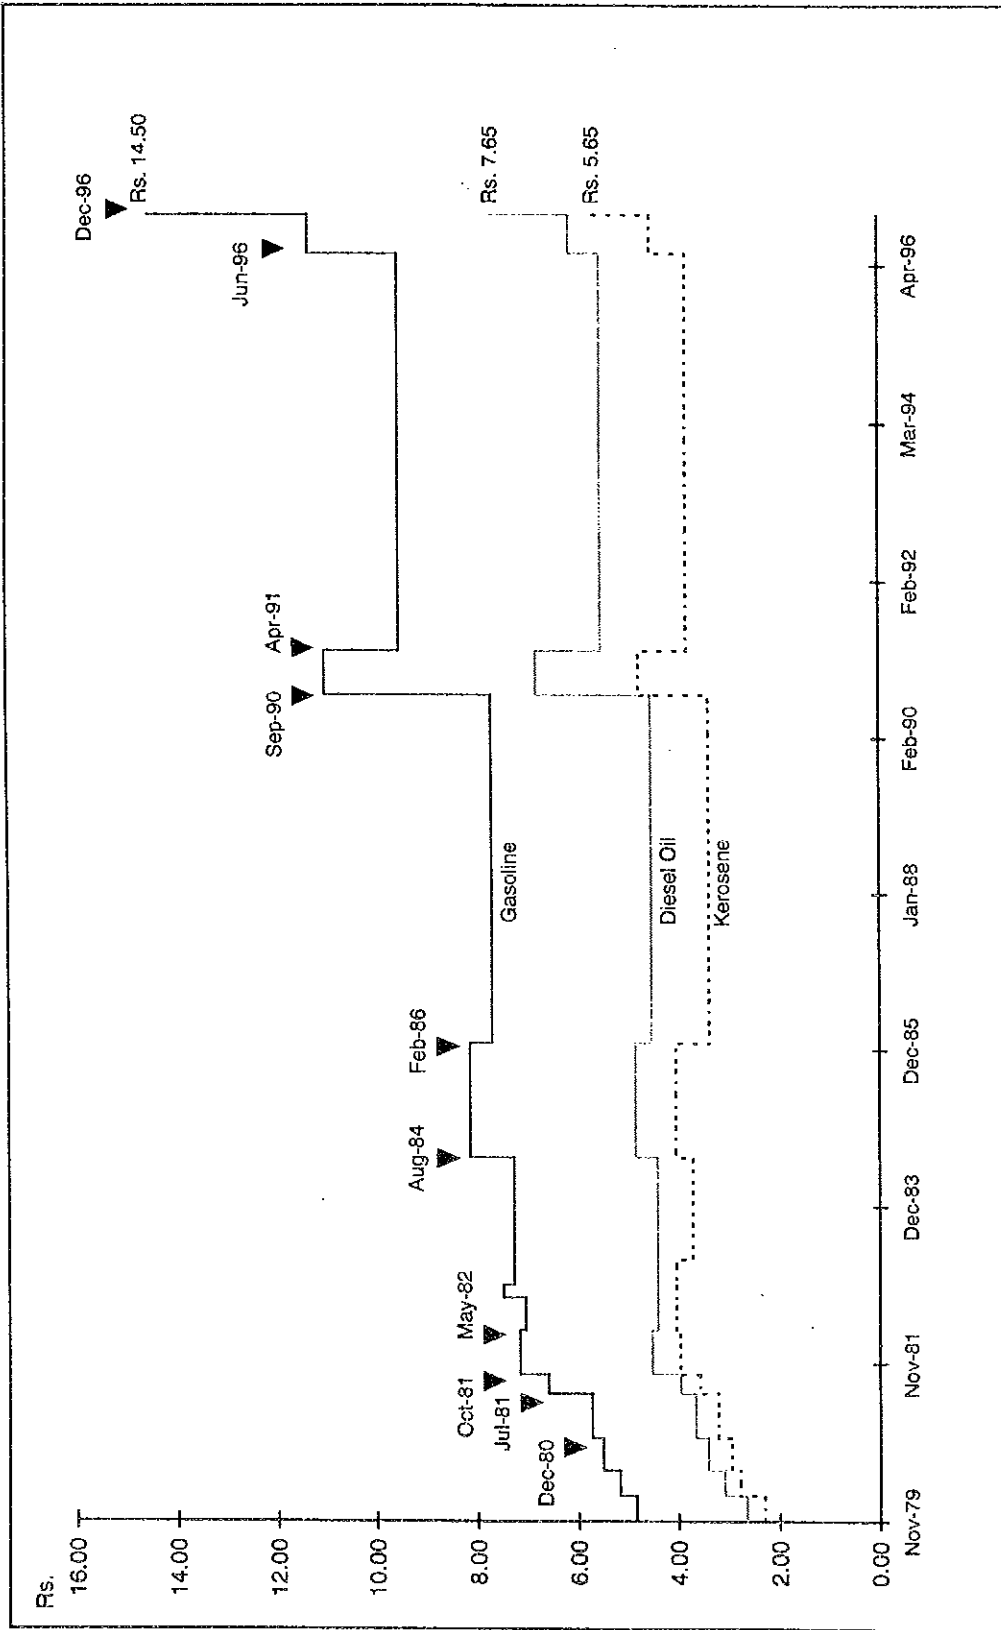 Rs.
16.00
14.00
12.00
10.00
8.00
6.00
4.00
2.00
0.00
Dec-80
Jul-81
Oct-81
May-82
Aug-84
Feb-86
Sep-90
Apr-91
Jun-96
Dec-96
Rs. 14.50
Rs. 7.65
Rs. 5.65
Gasoline
Diesel Oil
Kerosene
Nov-79
Nov-81
Dec-83
Dec-85
Jan-88
Feb-90
Feb-92
Mar-94
Apr-96